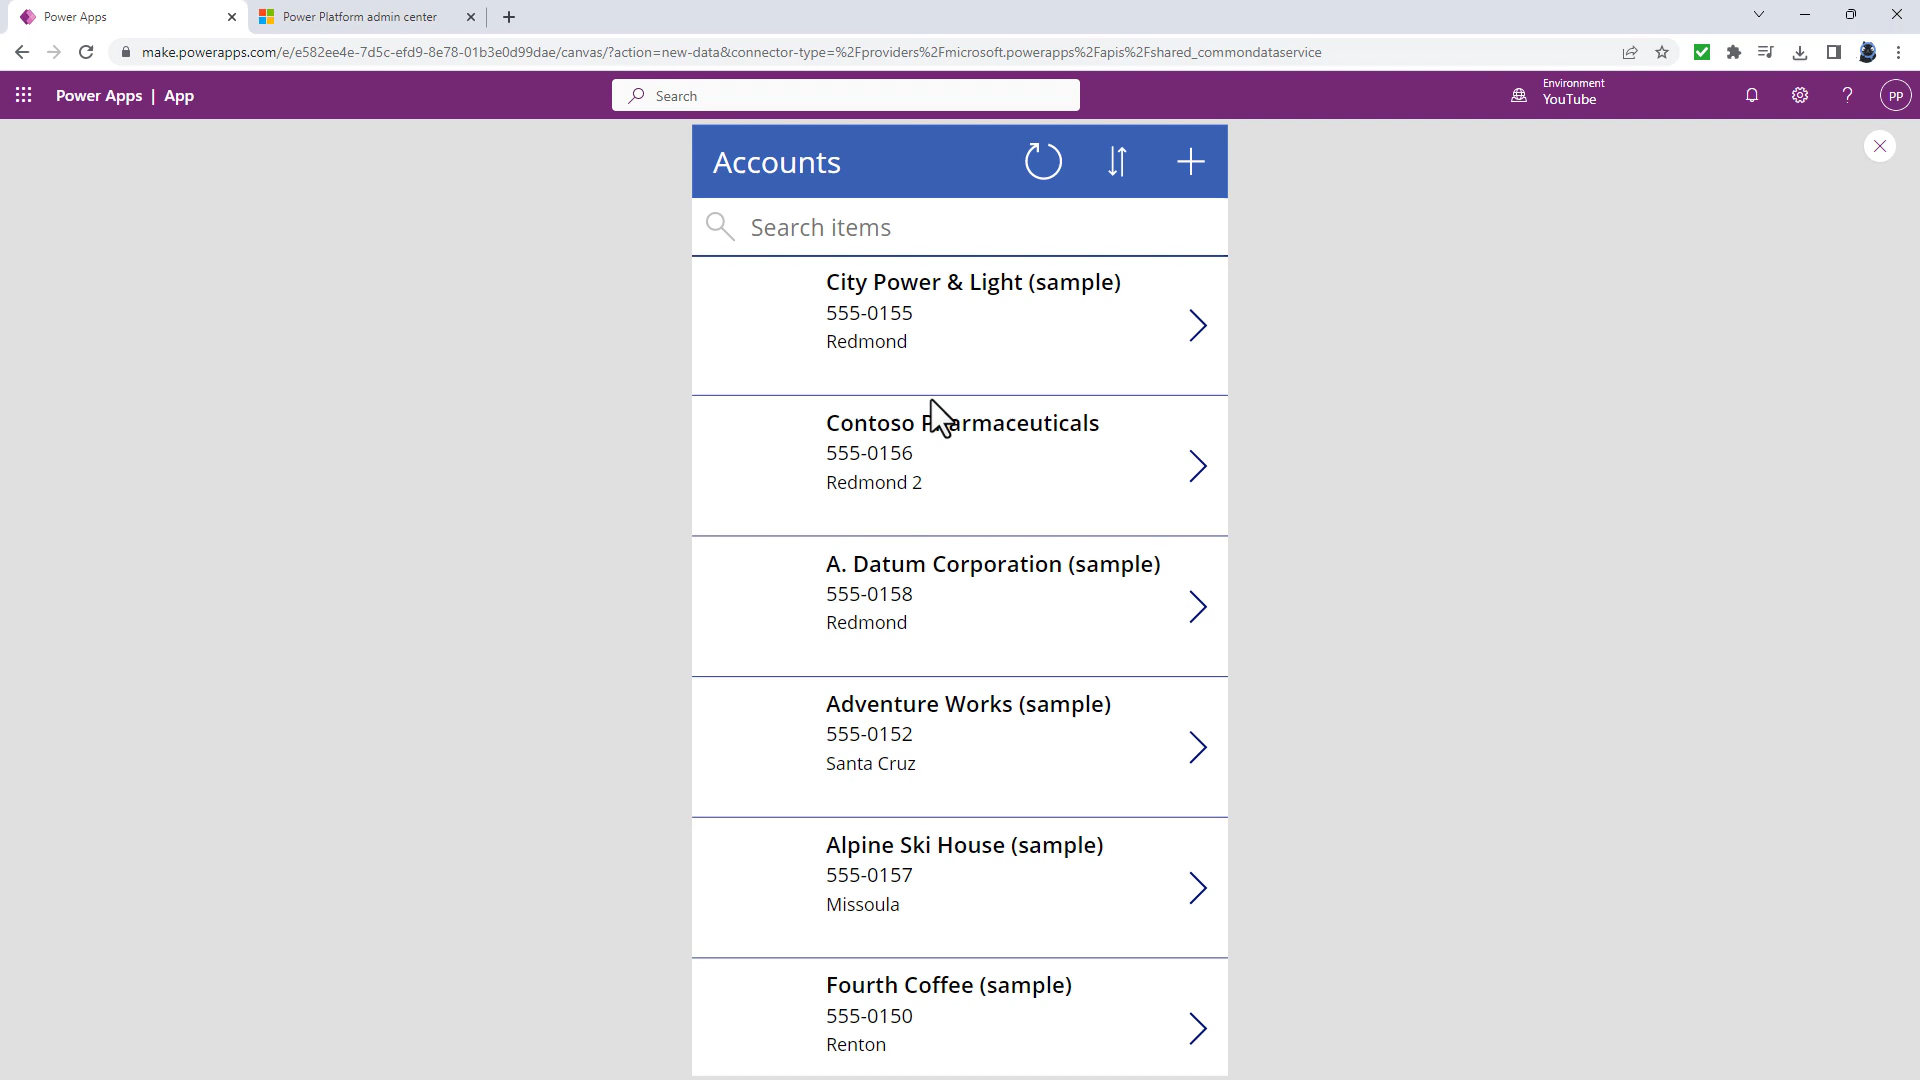 Power Apps
Power Platform admin center
make.powerapps.com/e/e582ee4e-7d5c-efd9-8e78-01b3e0d99dae/canvas/?action=new-data&connector-type=%2Fproviders%2Fmicrosoft.powerapps%2Fapis%2Fshared_commondataservice
Power Apps | App
Search
Environment
YouTube
PP
Accounts
Search items
City Power & Light (sample)
555-0155
Redmond
Contoso Pharmaceuticals
555-0156
Redmond 2
A. Datum Corporation (sample)
555-0158
Redmond
Adventure Works (sample)
555-0152
Santa Cruz
Alpine Ski House (sample)
555-0157
Missoula
Fourth Coffee (sample)
555-0150
Renton